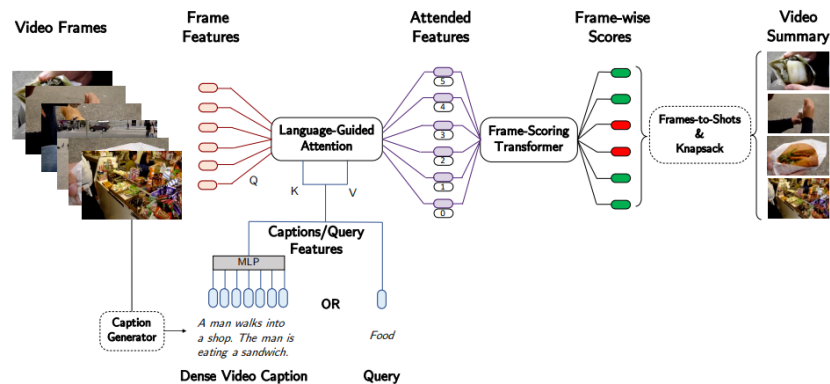 Video Frames
Frame
Features
Attended
Features
Frame-wise
Scores
Video
Summary
Language-Guided
Attention
Q
K
V
5
4
3
2
1
0
Frame-Scoring
Transformer
Frames-to-Shots
&
Knapsack
Captions/Query
Features
MLP
OR
Caption
Generator
A man walks into
a shop. The man is
eating a sandwich.
Food
Dense Video Caption
Query